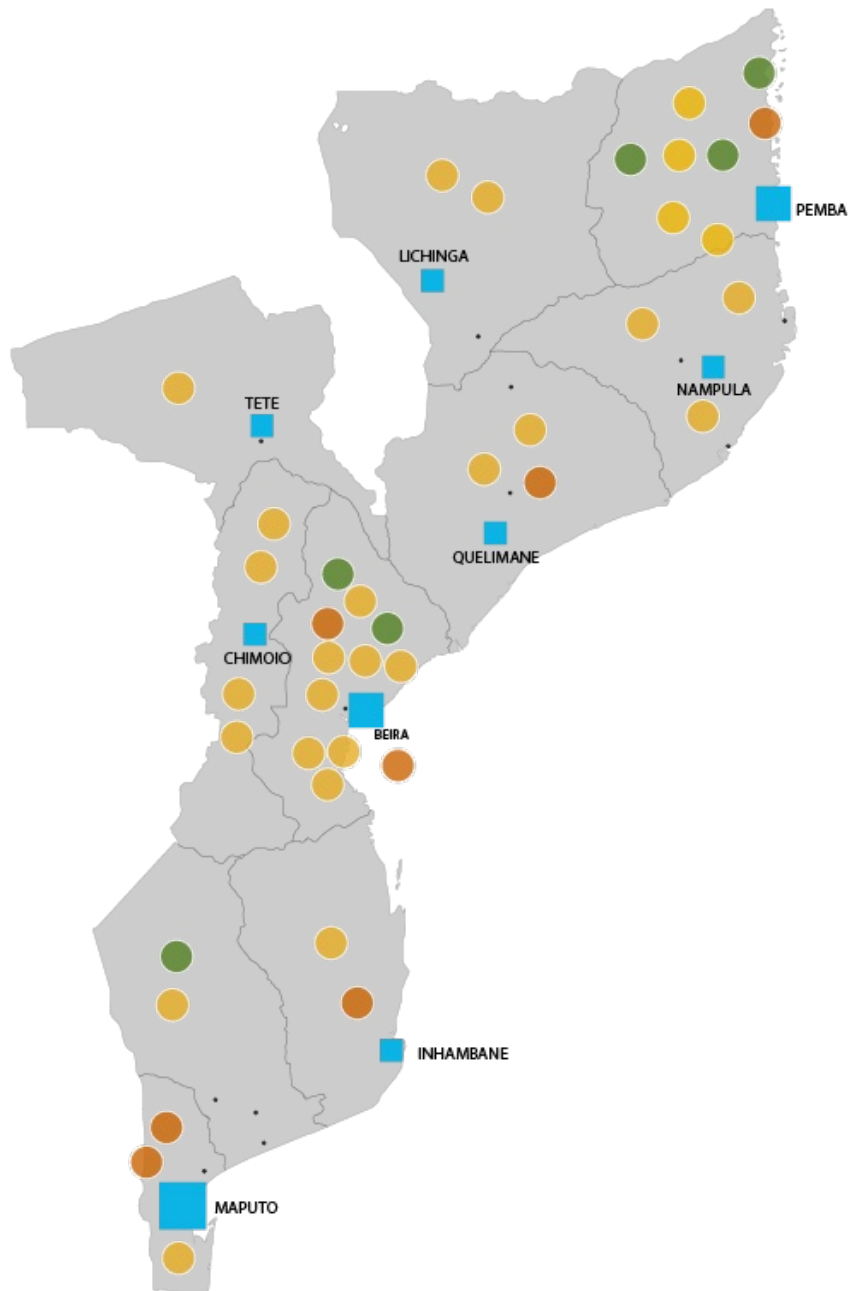 PEMBA
LICHINGA
NAMPULA
TETE
QUELIMANE
CHIMOIO
BEIRA
INHAMBANE
MAPUTO